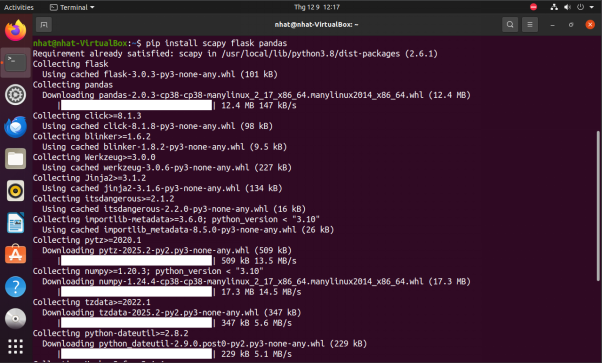 Activities
Terminal
Thg 12 9 12:17
nhat@nhat-VirtualBox: ~
nhat@nhat-VirtualBox:~$ pip install scapy flask pandas
Requirement already satisfied: scapy in /usr/local/lib/python3.8/dist-packages (2.6.1)
Collecting flask
Using cached flask-3.0.3-py3-none-any.whl (101 kB)
Collecting pandas
Downloading pandas-2.0.3-cp38-cp38-manylinux_2_17_x86_64.manylinux2014_x86_64.whl (12.4 MB)
| | 12.4 MB 147 kB/s
Collecting click>=8.1.3
Using cached click-8.1.8-py3-none-any.whl (98 kB)
Collecting blinker>=1.6.2
Using cached blinker-1.8.2-py3-none-any.whl (9.5 kB)
Collecting Werkzeug>=3.0.0
Using cached werkzeug-3.0.6-py3-none-any.whl (227 kB)
Collecting Jinja2>=3.1.2
Using cached jinja2-3.1.6-py3-none-any.whl (134 kB)
Collecting itsdangerous>=2.1.2
Using cached itsdangerous-2.2.0-py3-none-any.whl (16 kB)
Collecting importlib-metadata>=3.6.0; python_version < "3.10"
Using cached importlib_metadata-8.5.0-py3-none-any.whl (26 kB)
Collecting pytz>=2020.1
Downloading pytz-2025.2-py2.py3-none-any.whl (509 kB)
| | 509 kB 13.5 MB/s
Collecting numpy>=1.20.3; python_version < "3.10"
Downloading numpy-1.24.4-cp38-cp38-manylinux_2_17_x86_64.manylinux2014_x86_64.whl (17.3 MB)
| | 17.3 MB 14.5 MB/s
Collecting tzdata>=2022.1
Downloading tzdata-2025.2-py2.py3-none-any.whl (347 kB)
| | 347 kB 5.6 MB/s
Collecting python-dateutil>=2.8.2
Downloading python_dateutil-2.9.0.post0-py2.py3-none-any.whl (229 kB)
| | 229 kB 5.1 MB/s